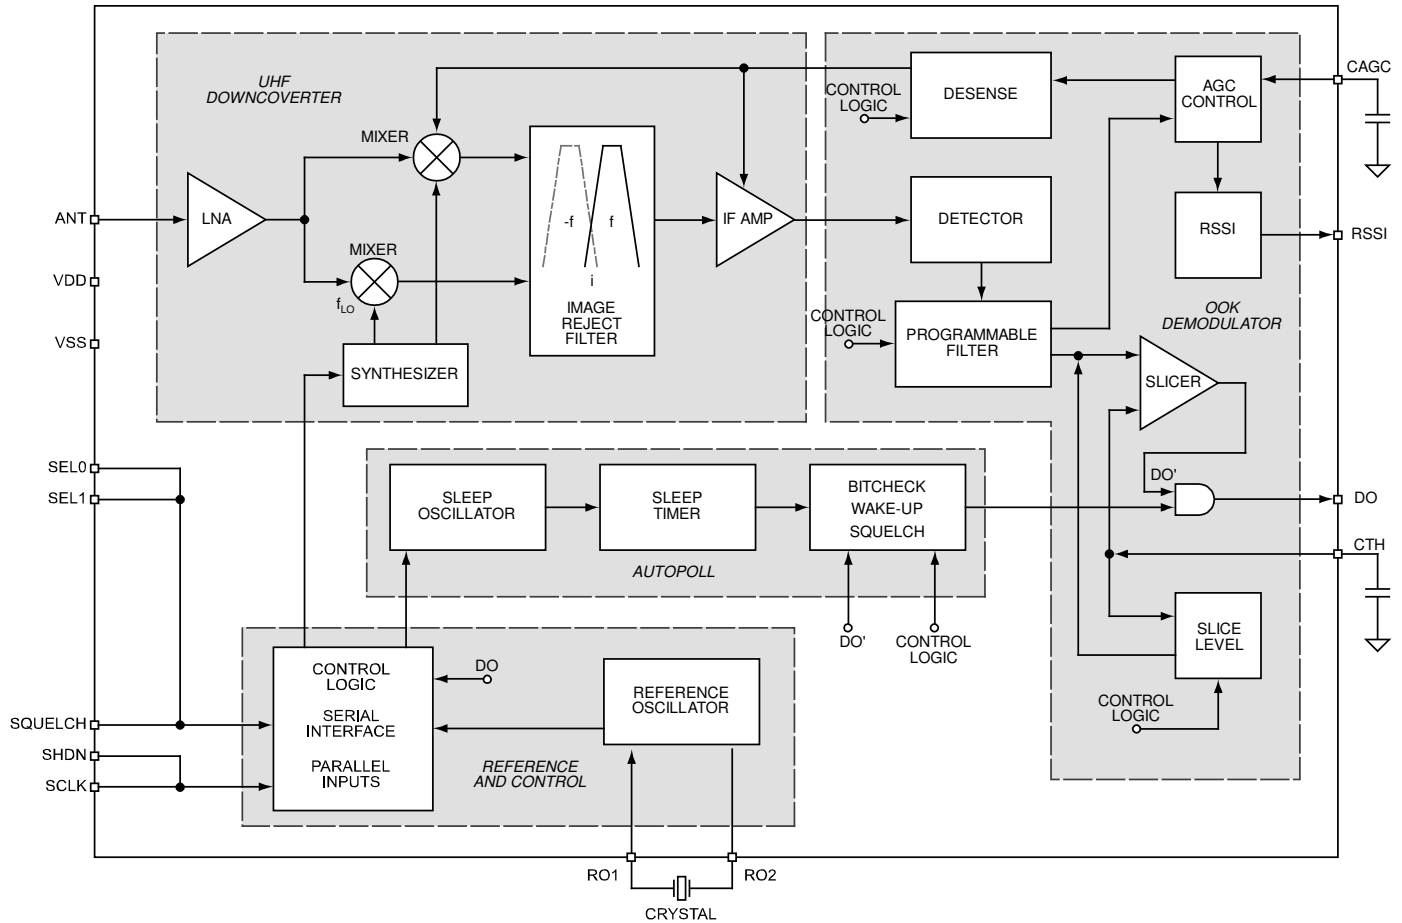 UHF
DOWNCOVERTER
MIXER
LNA
MIXER
fLO
-f
f
i
IMAGE
REJECT
FILTER
IF AMP
SYNTHESIZER
CONTROL
LOGIC
DESENSE
AGC
CONTROL
DETECTOR
RSSI
CONTROL
LOGIC
PROGRAMMABLE
FILTER
OOK
DEMODULATOR
SLICER
DO'
SLICE
LEVEL
CONTROL
LOGIC
SLEEP
OSCILLATOR
SLEEP
TIMER
BITCHECK
WAKE-UP
SQUELCH
AUTOPOLL
DO'
CONTROL
LOGIC
CONTROL
LOGIC
SERIAL
INTERFACE
PARALLEL
INPUTS
DO
REFERENCE
OSCILLATOR
REFERENCE
AND CONTROL
ANT
VDD
VSS
SEL0
SEL1
SQUELCH
SHDN
SCLK
CAGC
RSSI
DO
CTH
RO1
RO2
CRYSTAL